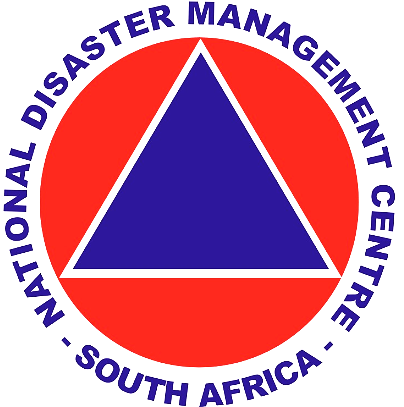 NATIONAL DISASTER MANAGEMENT CENTRE
- SOUTH AFRICA -